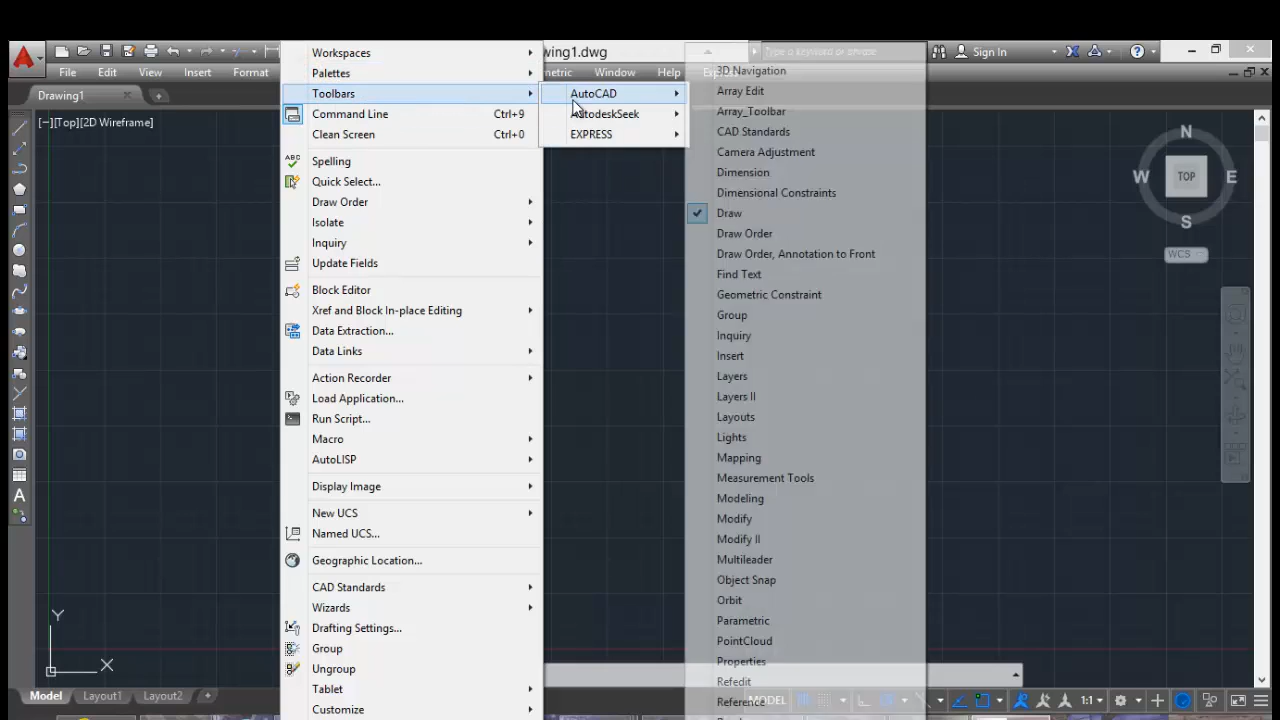 wing1.dwg
Type a keyword or phrase
Sign In
File Edit View Insert Format
metric Window Help Expr
Drawing1
[−][Top][2D Wireframe]
Workspaces
Palettes
Toolbars
Command Line Ctrl+9
Clean Screen Ctrl+0
ABC
Spelling
Quick Select...
Draw Order
Isolate
Inquiry
Update Fields
Block Editor
Xref and Block In-place Editing
Data Extraction...
Data Links
Action Recorder
Load Application...
Run Script...
Macro
AutoLISP
Display Image
New UCS
Named UCS...
Geographic Location...
CAD Standards
Wizards
Drafting Settings...
Group
Ungroup
Tablet
Customize
AutoCAD
AutodeskSeek
EXPRESS
3D Navigation
Array Edit
Array_Toolbar
CAD Standards
Camera Adjustment
Dimension
Dimensional Constraints
Draw
Draw Order
Draw Order, Annotation to Front
Find Text
Geometric Constraint
Group
Inquiry
Insert
Layers
Layers II
Layouts
Lights
Mapping
Measurement Tools
Modeling
Modify
Modify II
Multileader
Object Snap
Orbit
Parametric
PointCloud
Properties
Refedit
Reference
N
W TOP E
S
WCS
A
Y
X
Model Layout1 Layout2 +
MODEL
1:1